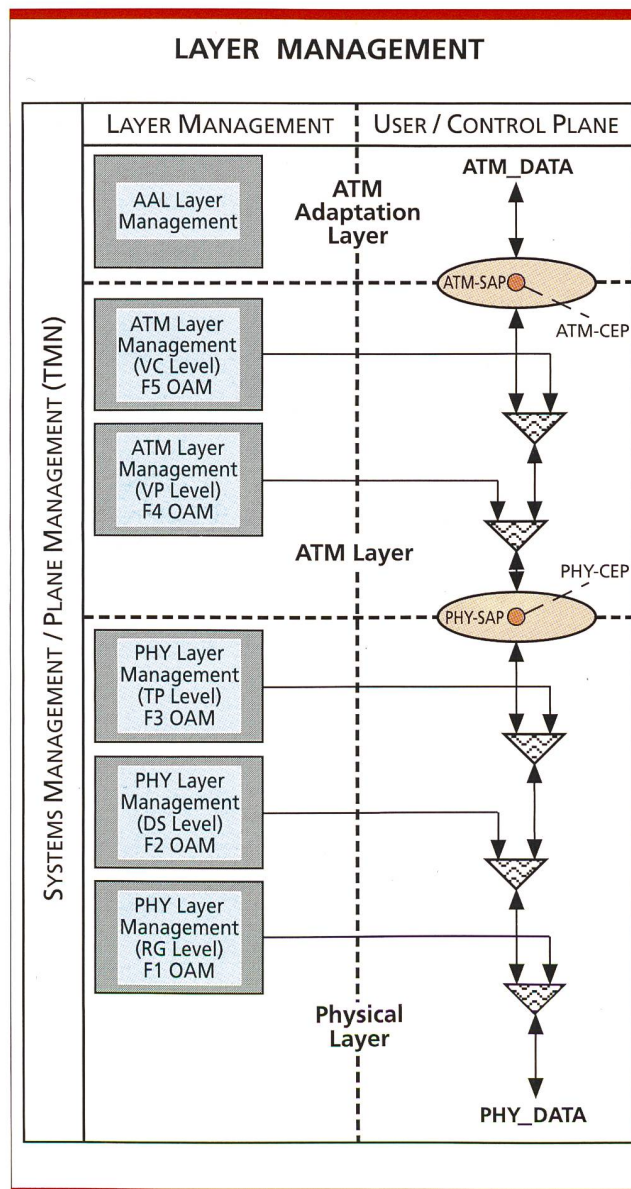 LAYER MANAGEMENT
LAYER MANAGEMENT
USER / CONTROL PLANE
SYSTEMS MANAGEMENT / PLANE MANAGEMENT (TMN)
AAL Layer
Management
ATM
Adaptation
Layer
ATM_DATA
ATM-SAP
ATM-CEP
ATM Layer
Management
(VC Level)
F5 OAM
ATM Layer
Management
(VP Level)
F4 OAM
ATM Layer
PHY-CEP
PHY-SAP
PHY Layer
Management
(TP Level)
F3 OAM
PHY Layer
Management
(DS Level)
F2 OAM
PHY Layer
Management
(RG Level)
F1 OAM
Physical
Layer
PHY_DATA